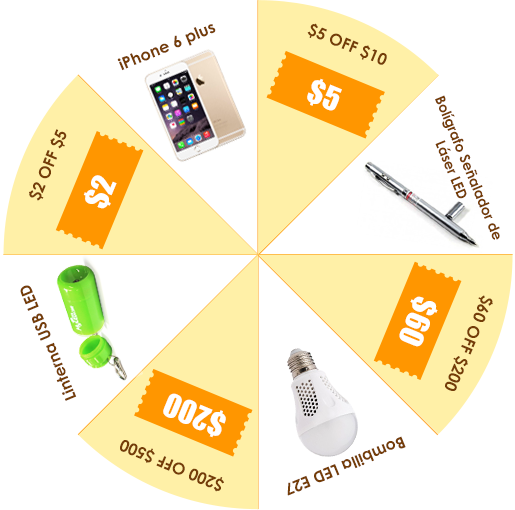 iPhone 6 plus
$5 OFF $10
$5
Bolígrafo Señalador de
Láser LED
$60
$60 OFF $200
Bombilla LED E27
$200
$200 OFF $500
Linterna USB LED
$2 OFF $5
$2